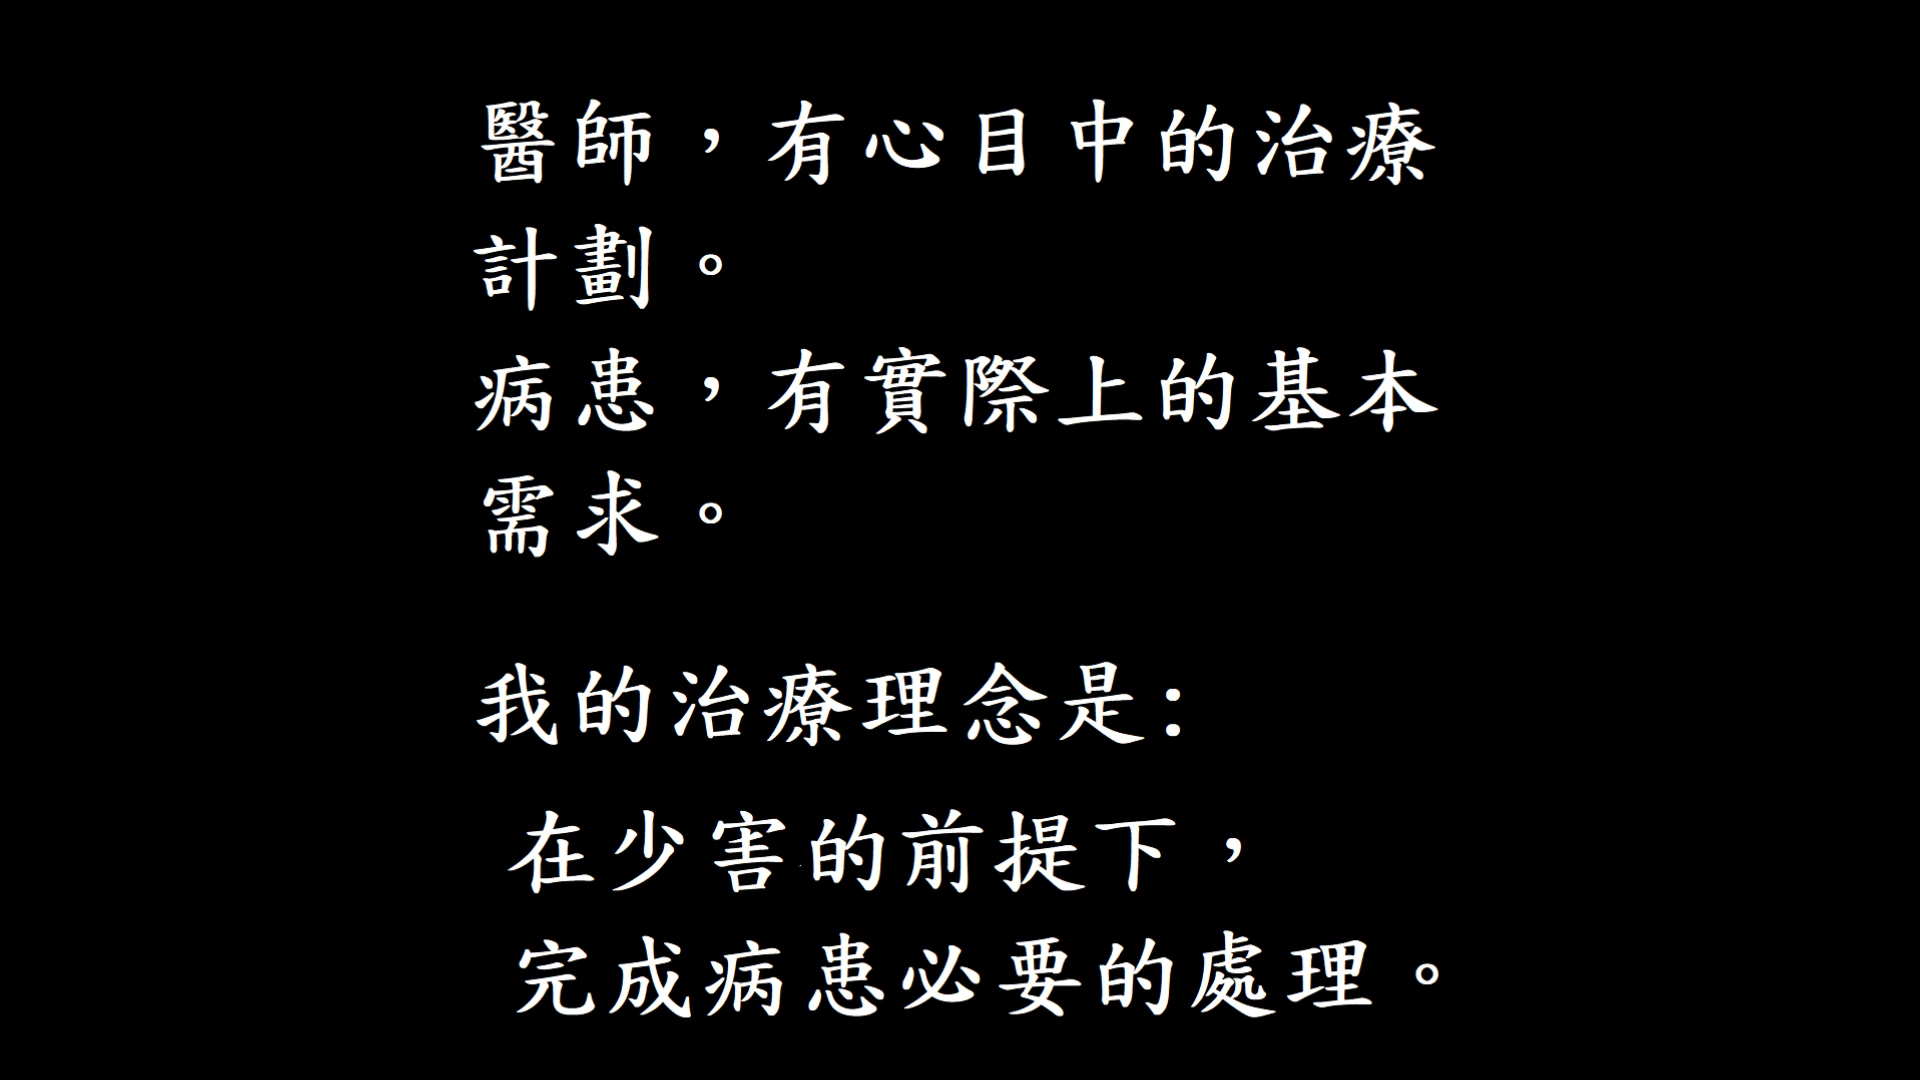 醫師，有心目中的治療
計劃。
病患，有實際上的基本
需求。
我的治療理念是:
在少害的前提下，
完成病患必要的處理。